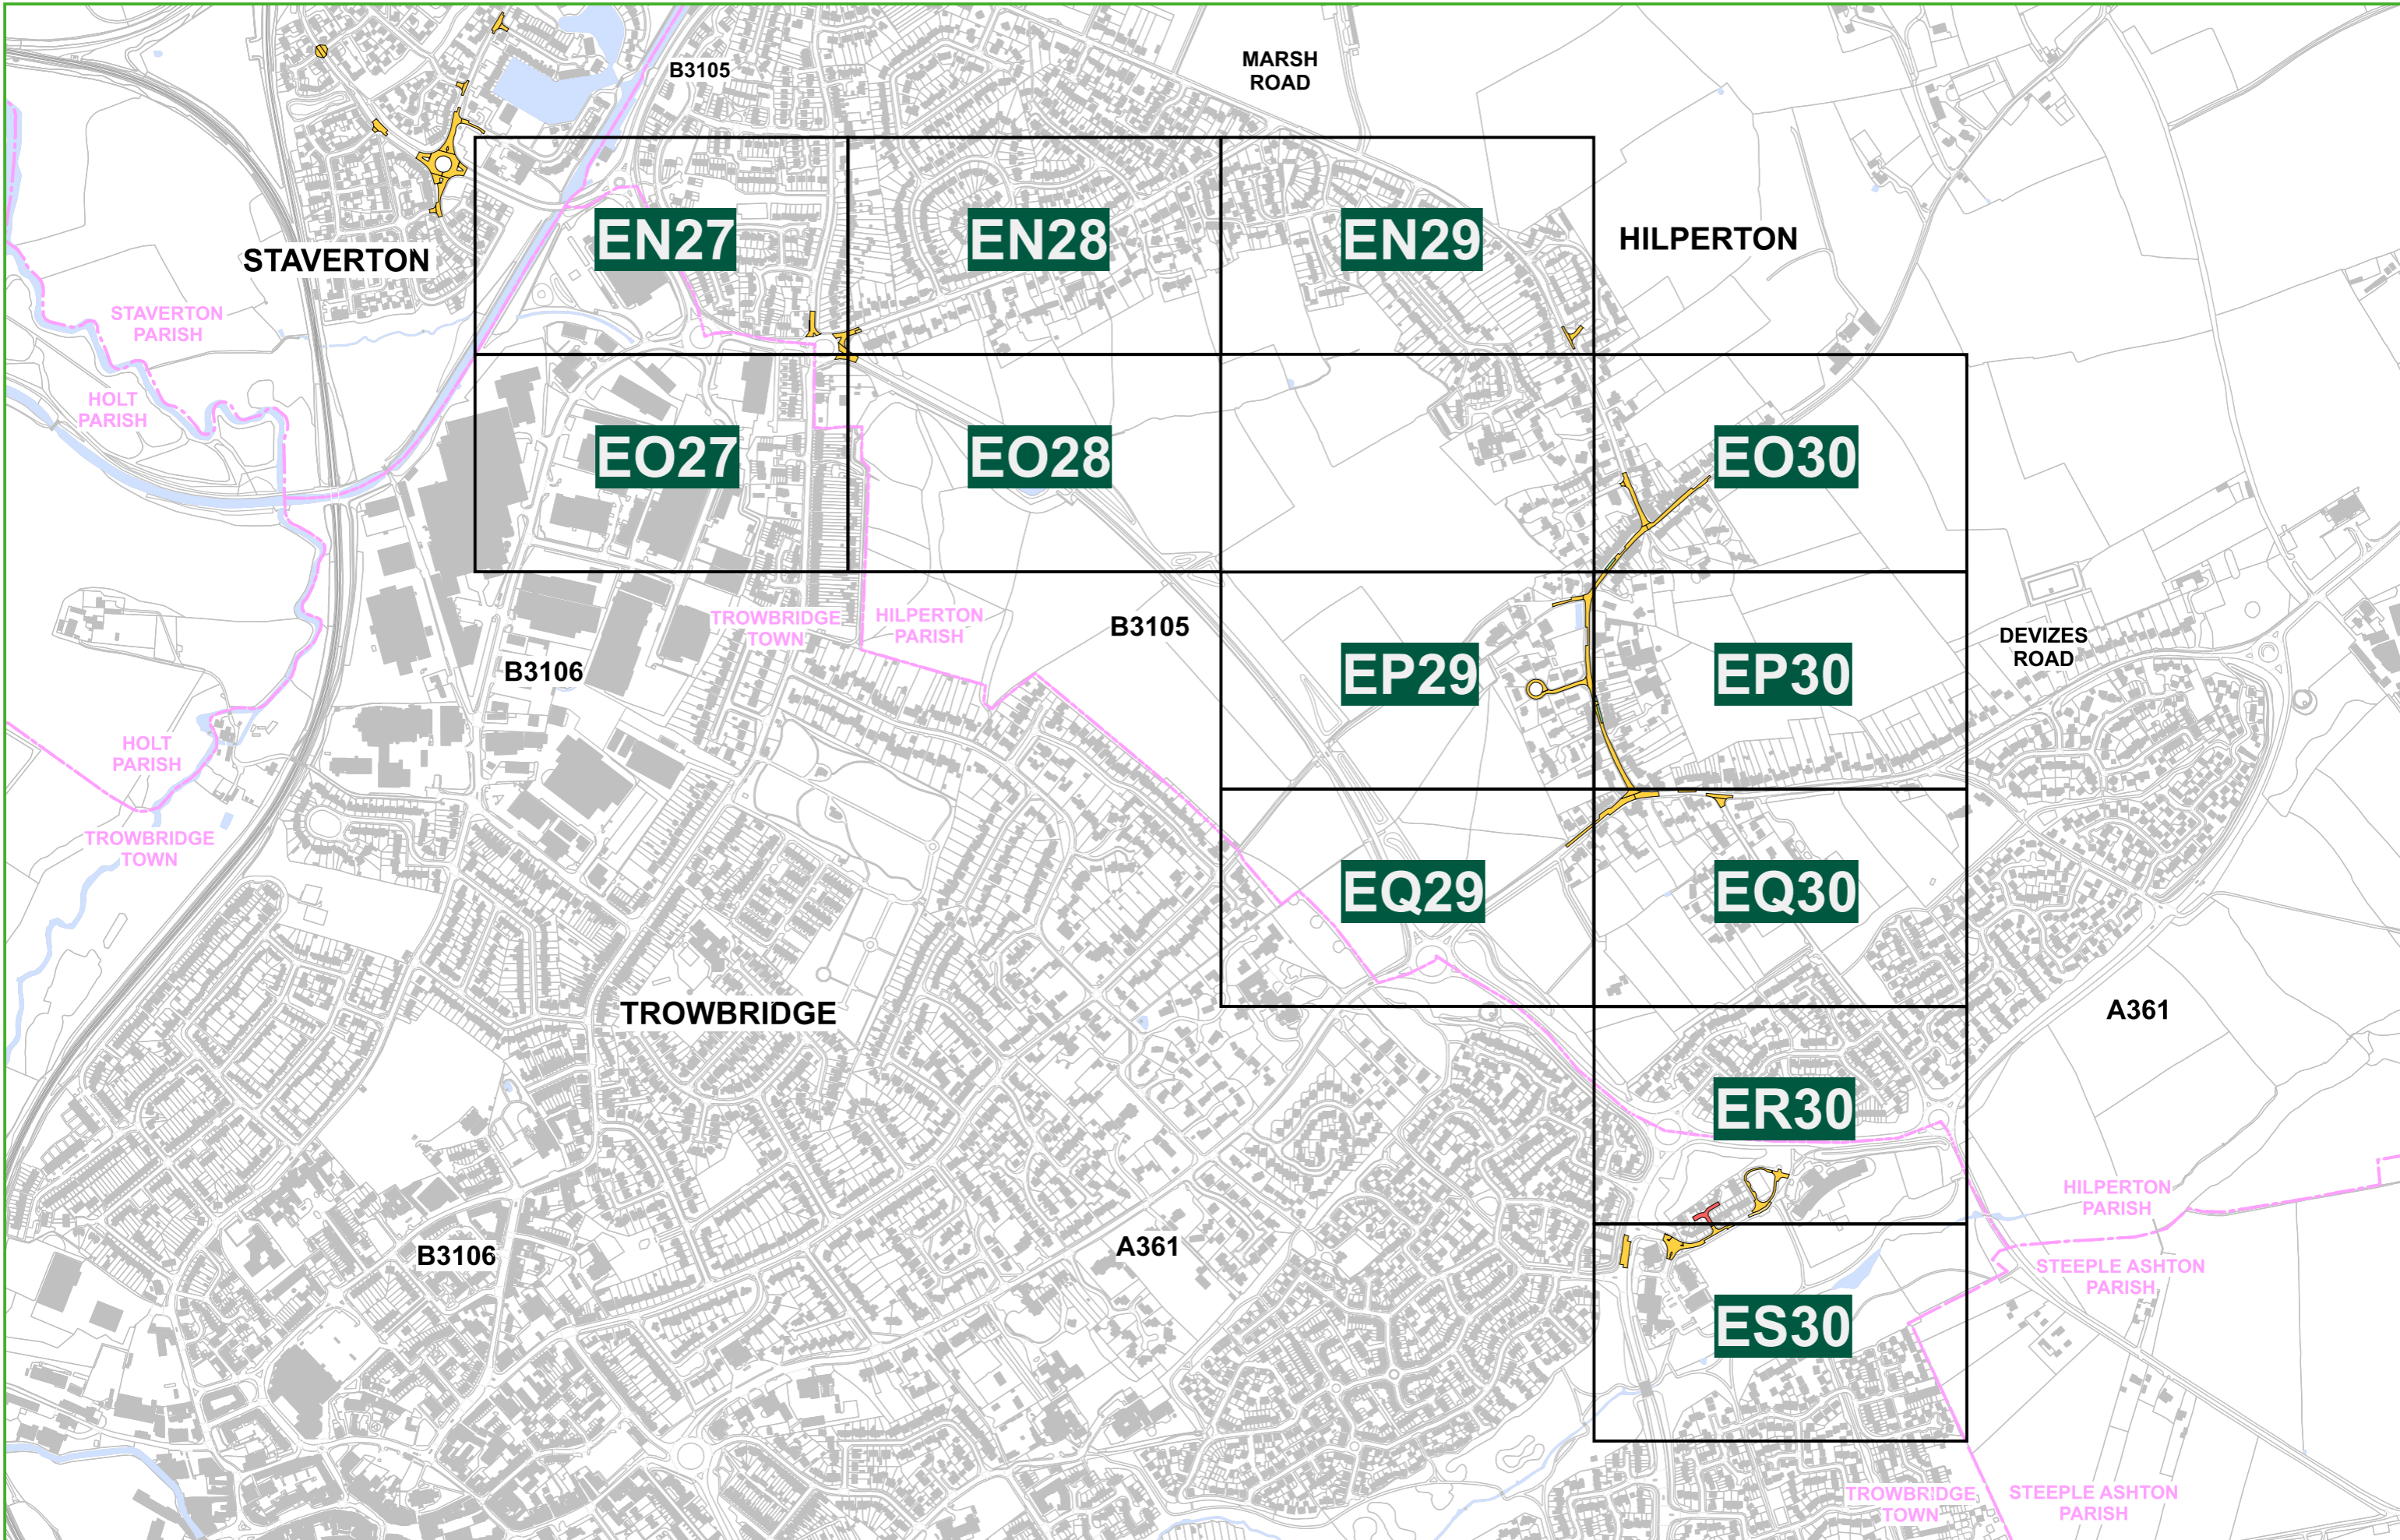 MARSH
ROAD
B3105
EN27
EN28
EN29
HILPERTON
STAVERTON
STAVERTON
PARISH
HOLT
PARISH
EO27
EO28
EO30
TROWBRIDGE
TOWN
HILPERTON
PARISH
B3105
DEVIZES
ROAD
B3106
EP29
EP30
HOLT
PARISH
TROWBRIDGE
TOWN
EQ29
EQ30
TROWBRIDGE
A361
ER30
HILPERTON
PARISH
B3106
A361
STEEPLE ASHTON
PARISH
ES30
TROWBRIDGE
TOWN
STEEPLE ASHTON
PARISH